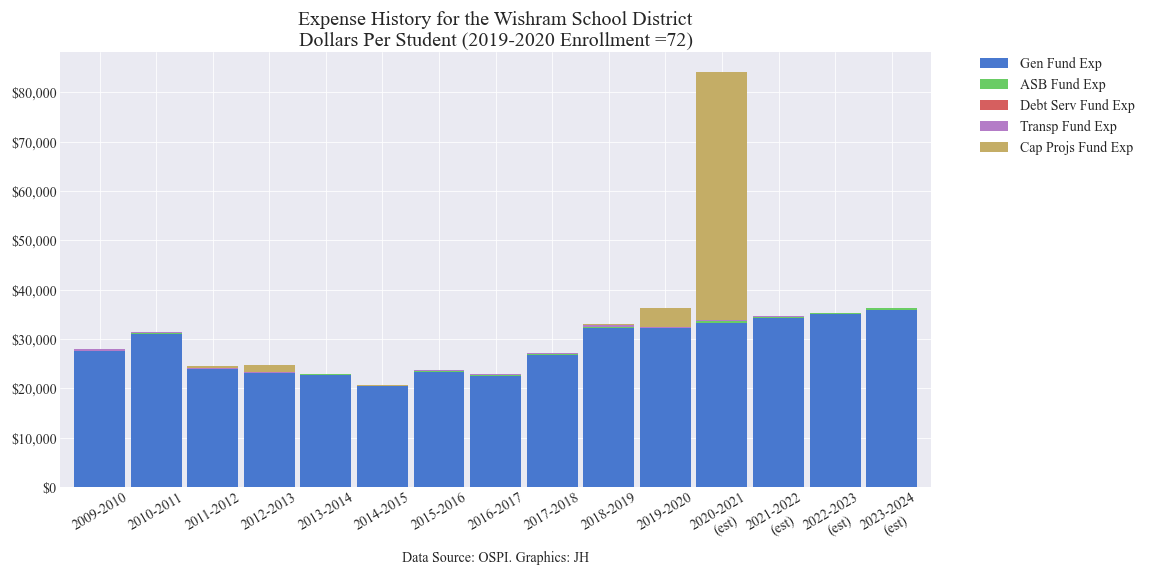 Expense History for the Wishram School District
Dollars Per Student (2019-2020 Enrollment =72)
Gen Fund Exp
ASB Fund Exp
Debt Serv Fund Exp
Transp Fund Exp
Cap Projs Fund Exp
$80,000
$70,000
$60,000
$50,000
$40,000
$30,000
$20,000
$10,000
$0
2009-2010
2010-2011
2011-2012
2012-2013
2013-2014
2014-2015
2015-2016
2016-2017
2017-2018
2018-2019
2019-2020
2020-2021
(est)
2021-2022
(est)
2022-2023
(est)
2023-2024
(est)
Data Source: OSPI. Graphics: JH